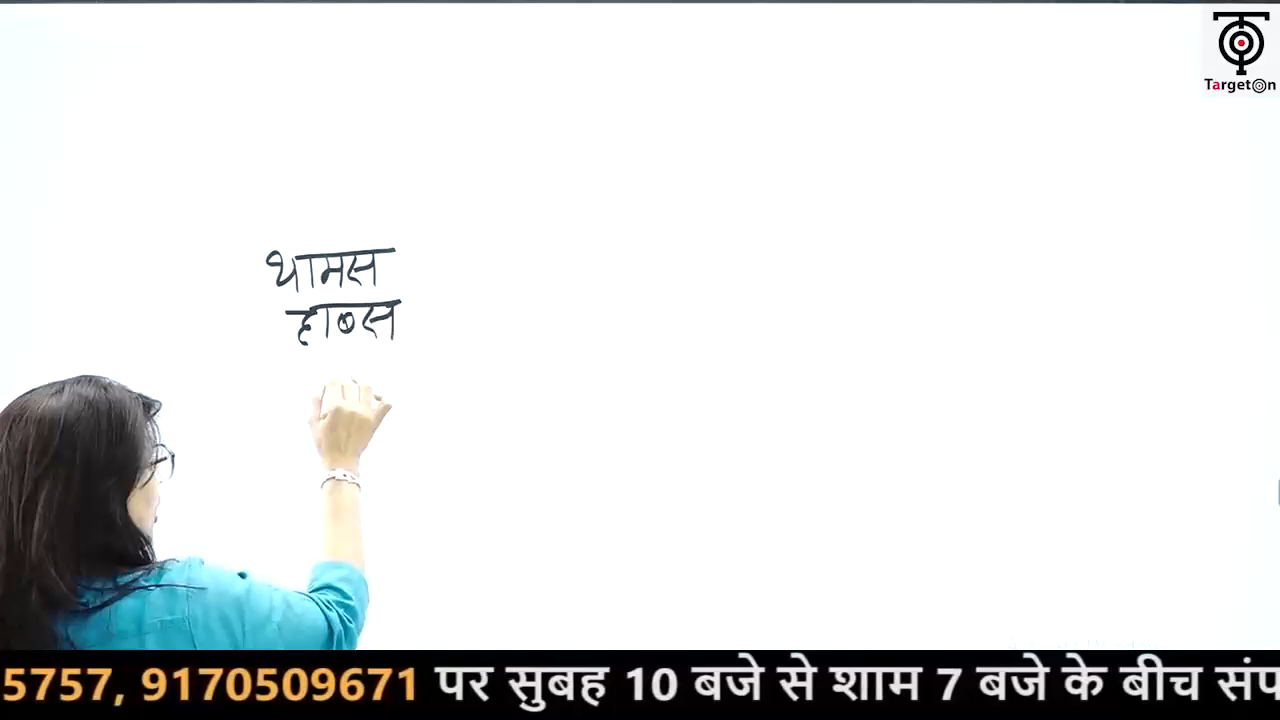 TargetOn
थामस
हाब्स
5757, 9170509671 पर सुबह 10 बजे से शाम 7 बजे के बीच संप